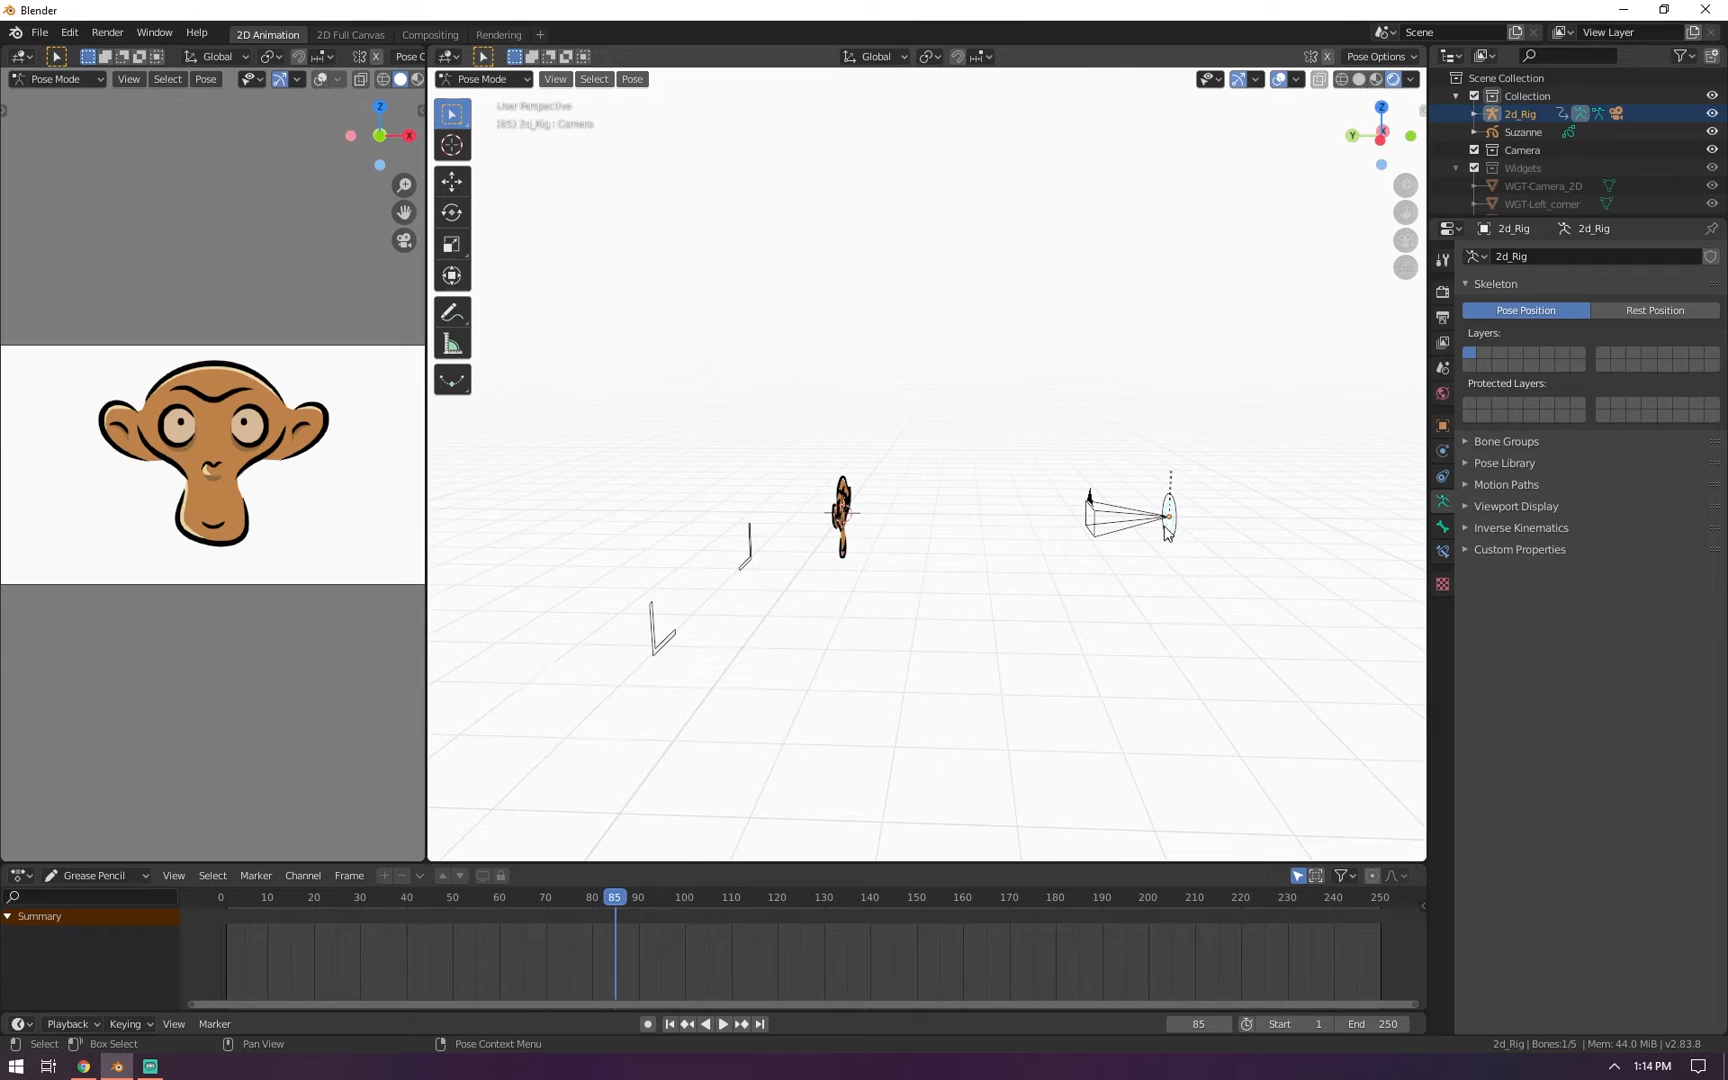 Blender
File Edit Render Window Help 2D Animation 2D Full Canvas Compositing Rendering + Scene View Layer
Global Pose O Global Pose Options
Pose Mode View Select Pose Pose Mode View Select Pose
Scene Collection
Collection
2d_Rig
Suzanne
Camera
Widgets
WGT-Camera_2D
WGT-Left_corner
User Perspective
(85) 2d_Rig : Camera
Z
X
Z
Y
X
2d_Rig 2d_Rig
2d_Rig
Skeleton
Pose Position Rest Position
Layers:
Protected Layers:
Bone Groups
Pose Library
Motion Paths
Viewport Display
Inverse Kinematics
Custom Properties
Grease Pencil View Select Marker Channel Frame
0 10 20 30 40 50 60 70 80 85 90 100 110 120 130 140 150 160 170 180 190 200 210 220 230 240 250
Summary
Playback Keying View Marker 85 Start 1 End 250
Select Box Select Pan View Pose Context Menu 2d_Rig | Bones:1/5 | Mem: 44.0 MiB | v2.83.8
1:14 PM